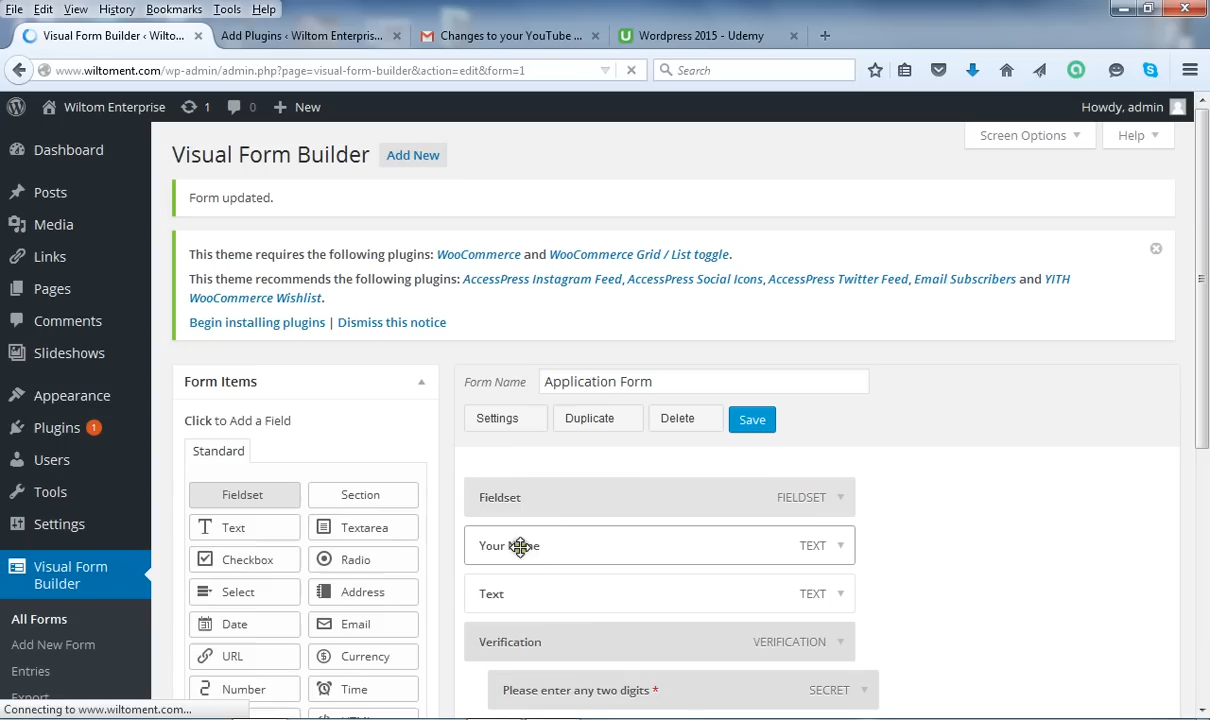 File Edit View History Bookmarks Tools Help
Visual Form Builder ‹ Wilto... Add Plugins ‹ Wiltom Enterpris... Changes to your YouTube ... Wordpress 2015 - Udemy
www.wiltoment.com/wp-admin/admin.php?page=visual-form-builder&action=edit&form=1 Search
Wiltom Enterprise 1 0 New Howdy, admin
Screen Options Help
Visual Form Builder Add New
Form updated.
This theme requires the following plugins: WooCommerce and WooCommerce Grid / List toggle.
This theme recommends the following plugins: AccessPress Instagram Feed, AccessPress Social Icons, AccessPress Twitter Feed, Email Subscribers and YITH
WooCommerce Wishlist.
Begin installing plugins | Dismiss this notice
Dashboard
Posts
Media
Links
Pages
Comments
Slideshows
Appearance
Plugins 1
Users
Tools
Settings
Visual Form
Builder
All Forms
Add New Form
Entries
Export
Connecting to www.wiltoment.com...
Form Items
Click to Add a Field
Standard
Fieldset Section
Text Textarea
Checkbox Radio
Select Address
Date Email
URL Currency
Number Time
Form Name Application Form
Settings Duplicate Delete Save
Fieldset FIELDSET
Your Name TEXT
Text TEXT
Verification VERIFICATION
Please enter any two digits * SECRET